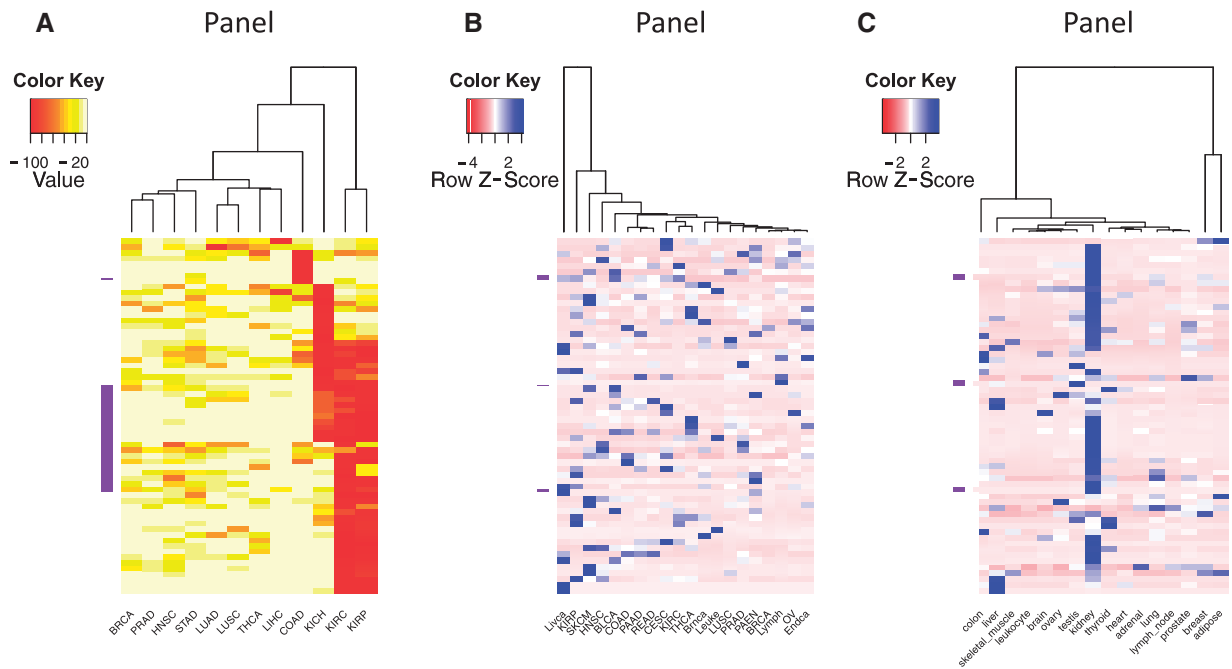 A Panel
Color Key
-100 -20
Value
BRCA PRAD HNSC STAD LUAD LUSC THCA LIHC COAD KICH KIRC KIRP
B Panel
Color Key
-4 2
Row Z-Score
Livca KIRP SKCM HNSC BLCA COAD PAAD READ CESC KIRC THCA Brnca Leuke LUSC PRAD PAEN BRCA Lymph OV Endca
C Panel
Color Key
-2 2
Row Z-Score
colon liver skeletal_muscle leukocyte brain ovary testis kidney thyroid heart adrenal lung lymph_node prostate breast adipose